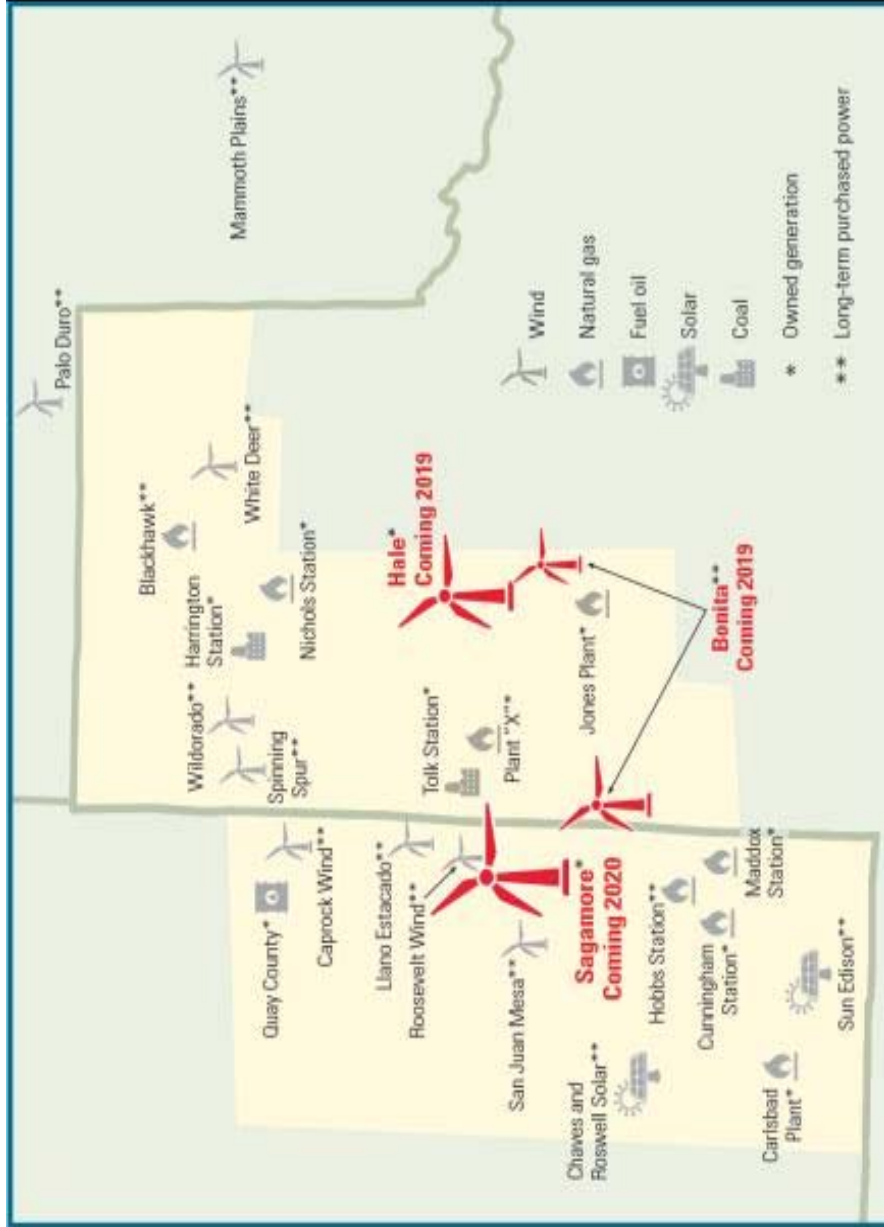 Palo Duro**
Mammoth Plains**
Blackhawk**
White Deer**
Harrington
Station*
Nichols Station*
Wildorado**
Spinning
Spur**
Quay County*
Caprock Wind**
Llano Estacado**
Roosevelt Wind**
Tolk Station*
Plant "X"*
Hale*
Coming 2019
San Juan Mesa**
Sagamore*
Coming 2020
Jones Plant*
Bonita**
Coming 2019
Chaves and
Roswell Solar**
Hobbs Station**
Cunningham
Station*
Maddox
Station*
Carlsbad
Plant*
Sun Edison**
Wind
Natural gas
Fuel oil
Solar
Coal
* Owned generation
** Long-term purchased power